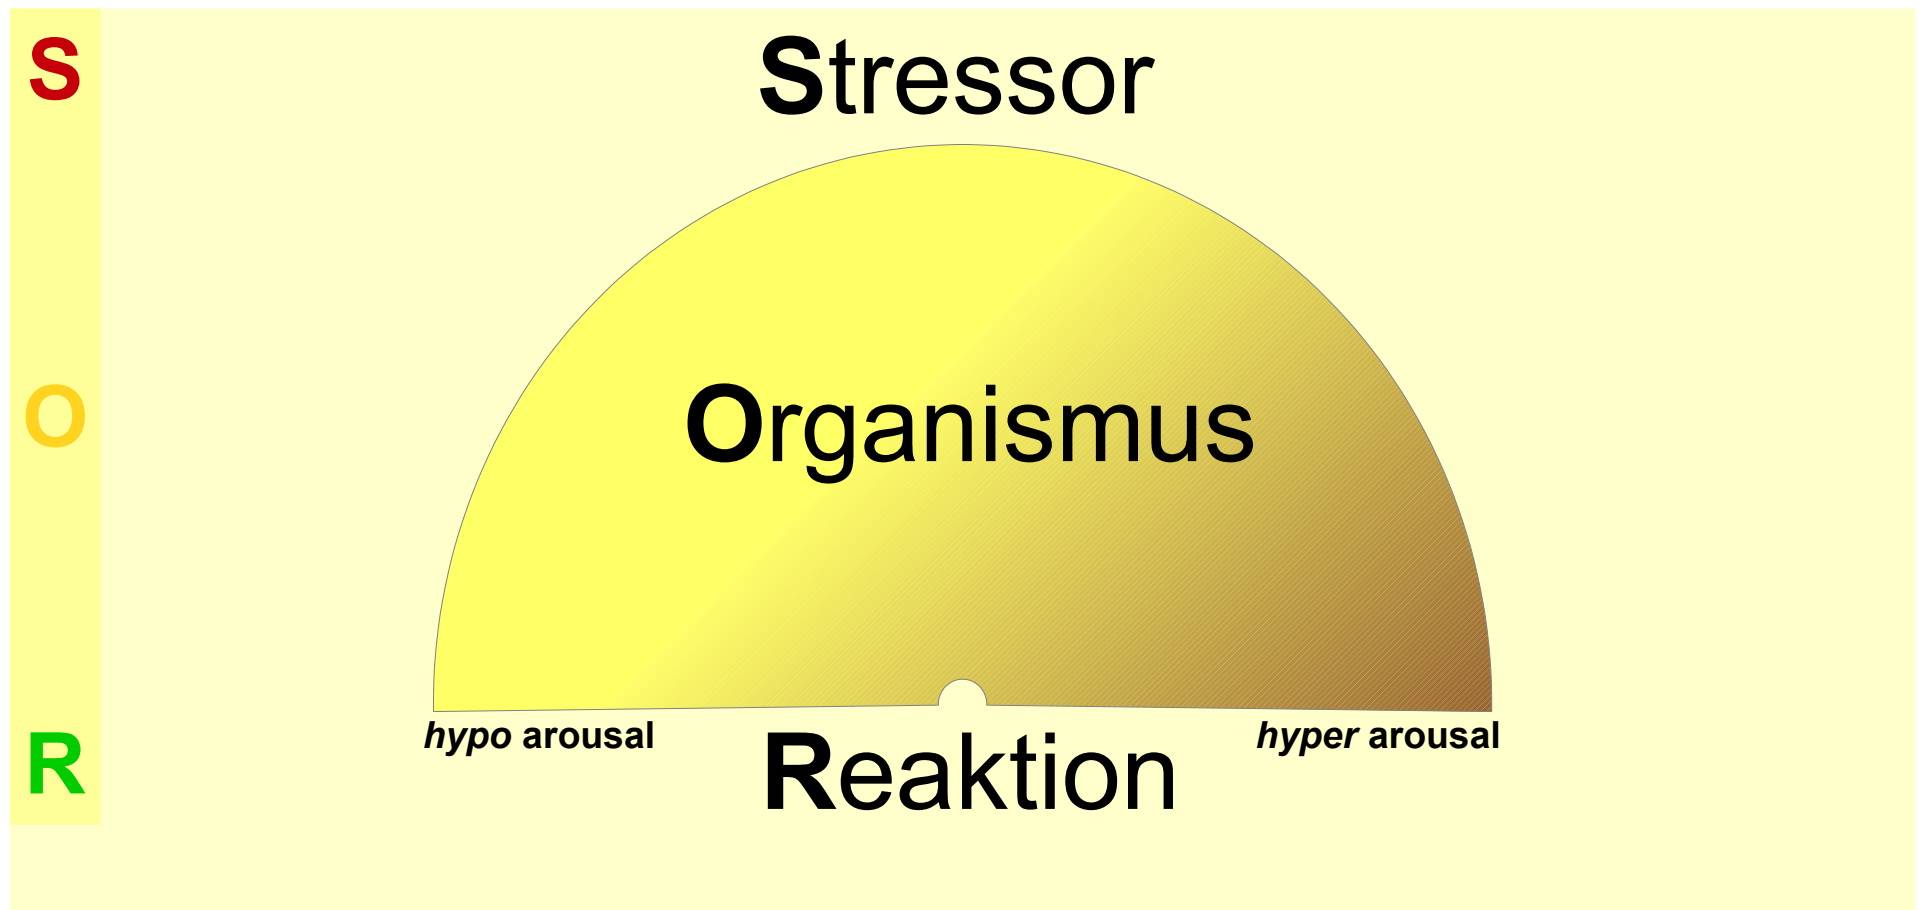 S
Stressor
O
Organismus
hypo arousal
hyper arousal
R
Reaktion